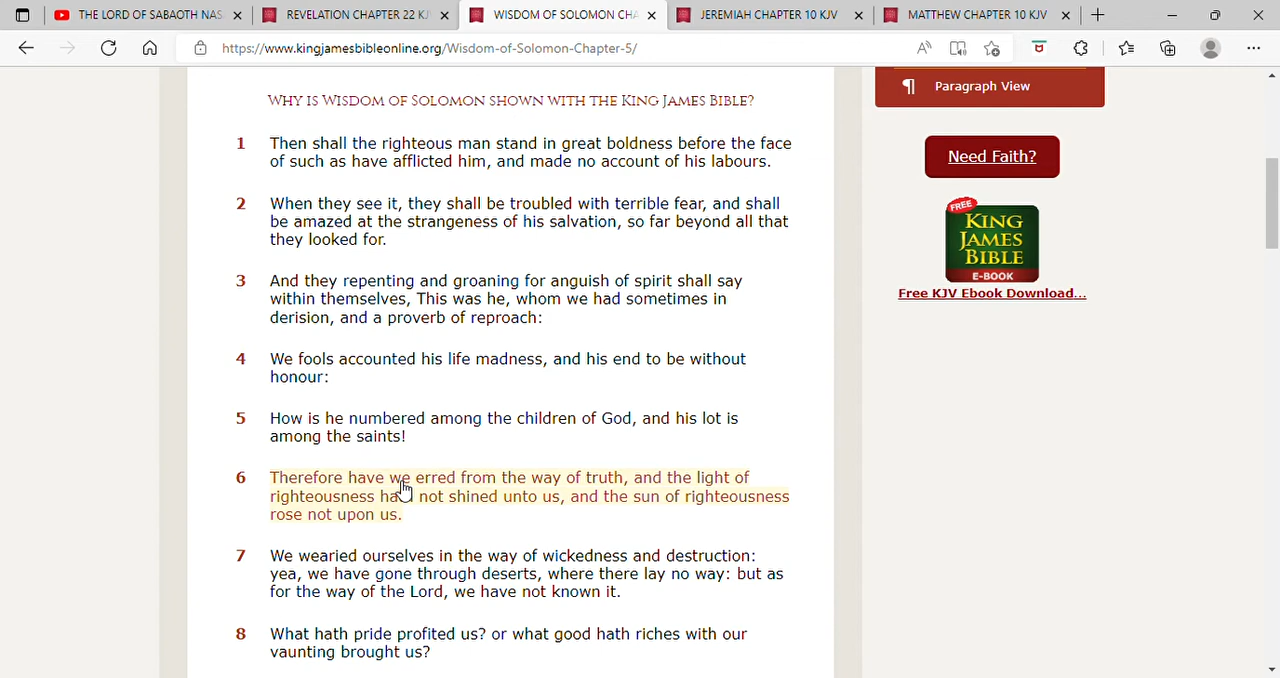 THE LORD OF SABAOTH NAS
REVELATION CHAPTER 22 KJ
WISDOM OF SOLOMON CHA
JEREMIAH CHAPTER 10 KJV
MATTHEW CHAPTER 10 KJV
https://www.kingjamesbibleonline.org/Wisdom-of-Solomon-Chapter-5/
Why is Wisdom of Solomon shown with the King James Bible?
1 Then shall the righteous man stand in great boldness before the face
of such as have afflicted him, and made no account of his labours.
2 When they see it, they shall be troubled with terrible fear, and shall
be amazed at the strangeness of his salvation, so far beyond all that
they looked for.
3 And they repenting and groaning for anguish of spirit shall say
within themselves, This was he, whom we had sometimes in
derision, and a proverb of reproach:
4 We fools accounted his life madness, and his end to be without
honour:
5 How is he numbered among the children of God, and his lot is
among the saints!
6 Therefore have we erred from the way of truth, and the light of
righteousness hath not shined unto us, and the sun of righteousness
rose not upon us.
7 We wearied ourselves in the way of wickedness and destruction:
yea, we have gone through deserts, where there lay no way: but as
for the way of the Lord, we have not known it.
8 What hath pride profited us? or what good hath riches with our
vaunting brought us?
¶ Paragraph View
Need Faith?
FREE
KING
JAMES
BIBLE
E-BOOK
Free KJV Ebook Download...